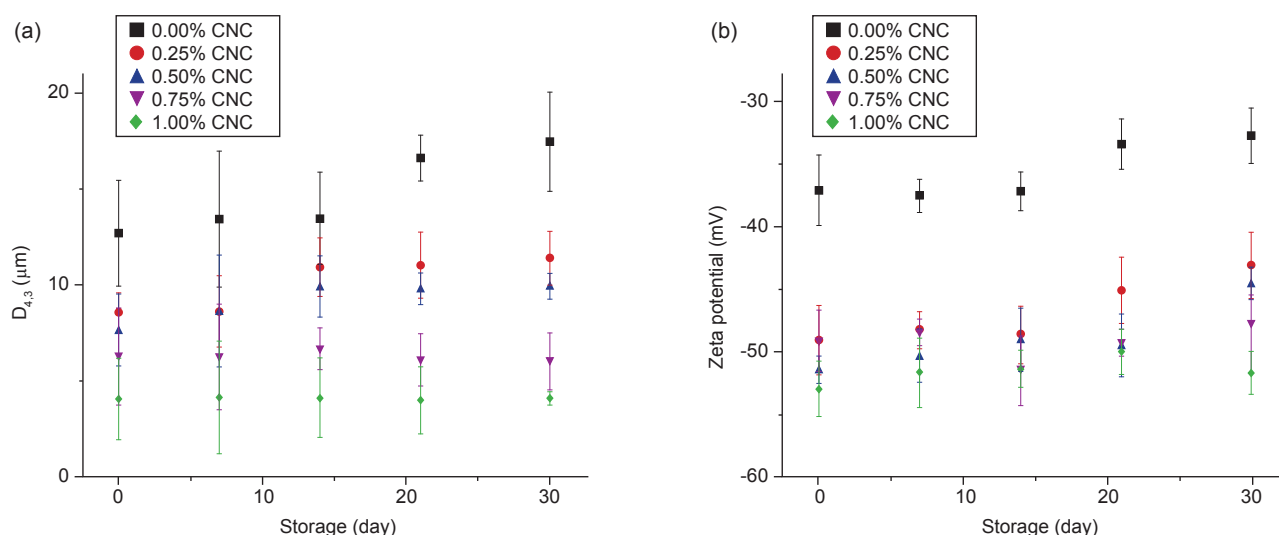 (a)
0.00% CNC
0.25% CNC
0.50% CNC
0.75% CNC
1.00% CNC
20
10
0
D4,3 (μm)
0 10 20 30
Storage (day)
(b)
0.00% CNC
0.25% CNC
0.50% CNC
0.75% CNC
1.00% CNC
-30
-40
-50
-60
Zeta potential (mV)
0 10 20 30
Storage (day)